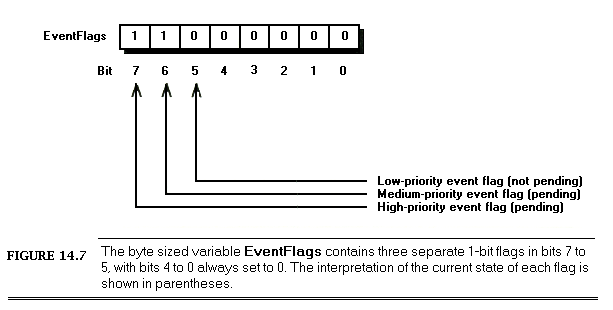 EventFlags 1 1 0 0 0 0 0 0
Bit 7 6 5 4 3 2 1 0
Low-priority event flag (not pending)
Medium-priority event flag (pending)
High-priority event flag (pending)
FIGURE 14.7 The byte sized variable EventFlags contains three separate 1-bit flags in bits 7 to
5, with bits 4 to 0 always set to 0. The interpretation of the current state of each flag is
shown in parentheses.